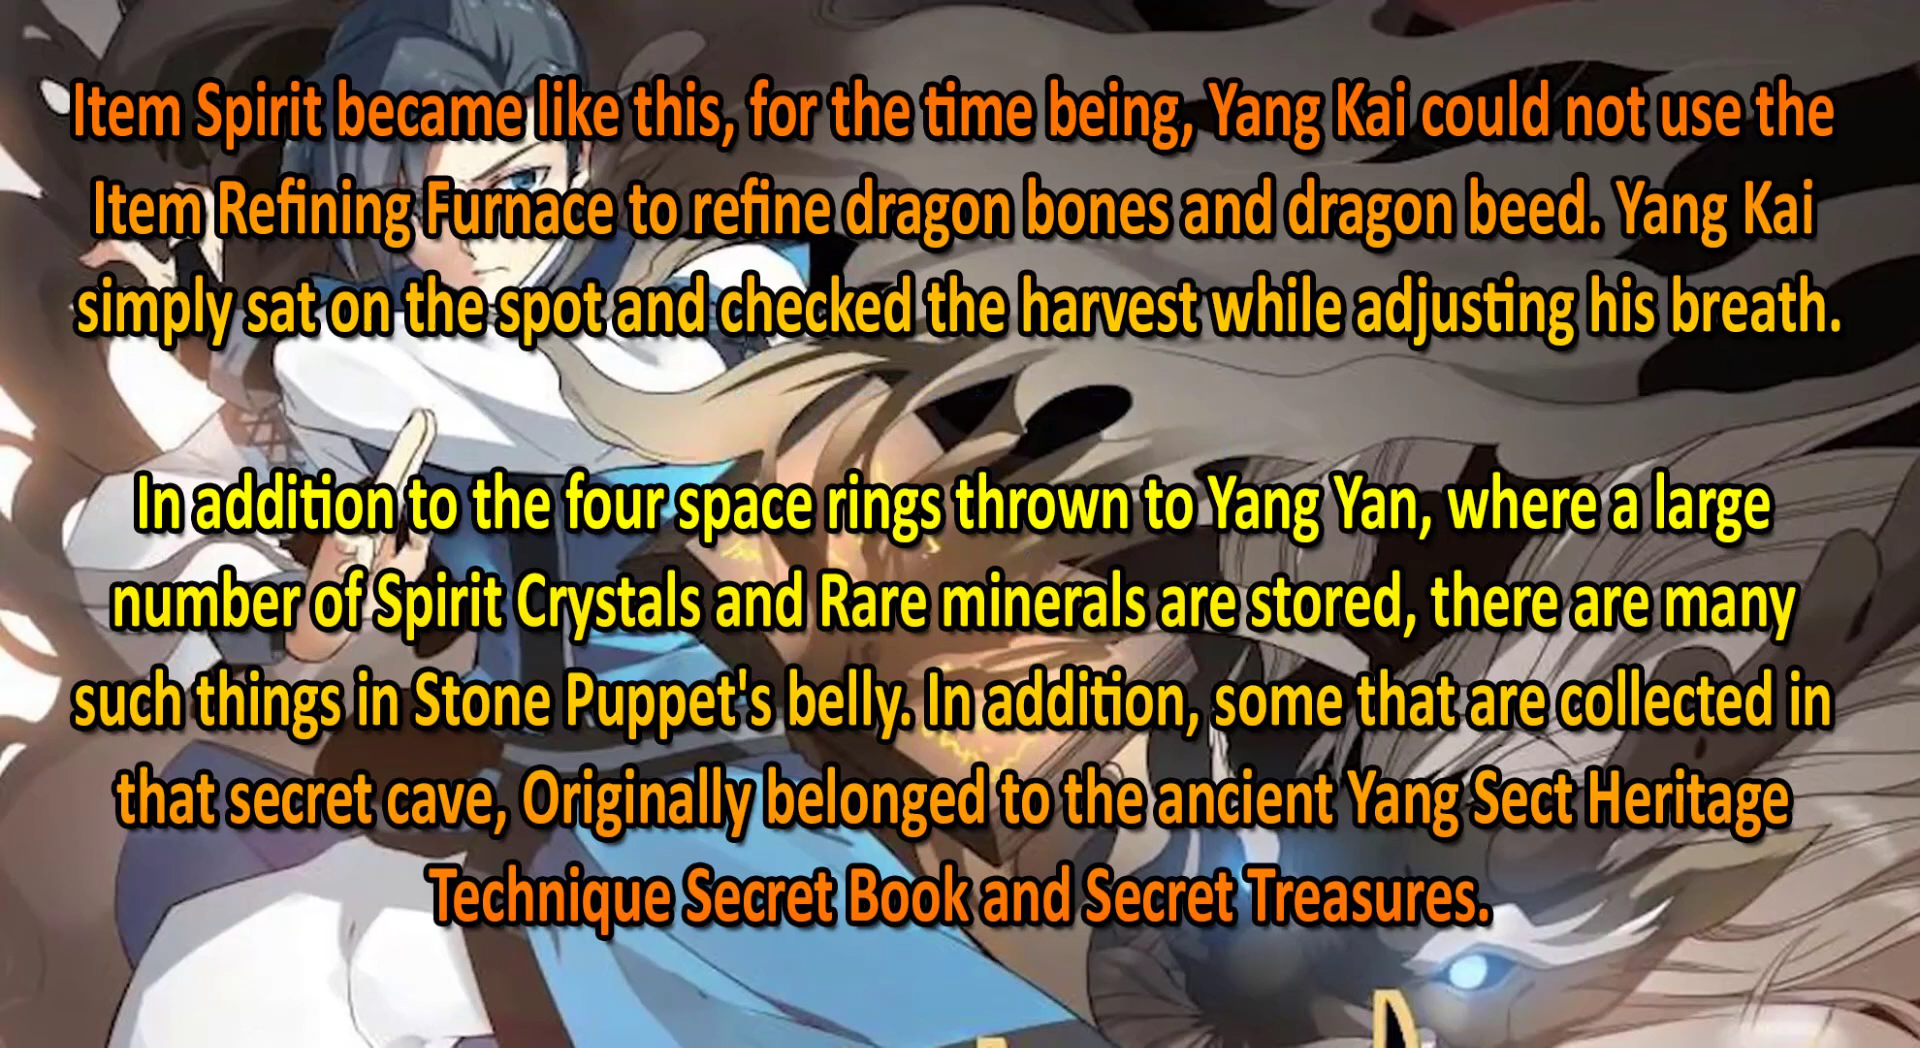 Item Spirit became like this, for the time being, Yang Kai could not use the
Item Refining Furnace to refine dragon bones and dragon beed. Yang Kai
simply sat on the spot and checked the harvest while adjusting his breath.
In addition to the four space rings thrown to Yang Yan, where a large
number of Spirit Crystals and Rare minerals are stored, there are many
such things in Stone Puppet's belly. In addition, some that are collected in
that secret cave, Originally belonged to the ancient Yang Sect Heritage
Technique Secret Book and Secret Treasures.